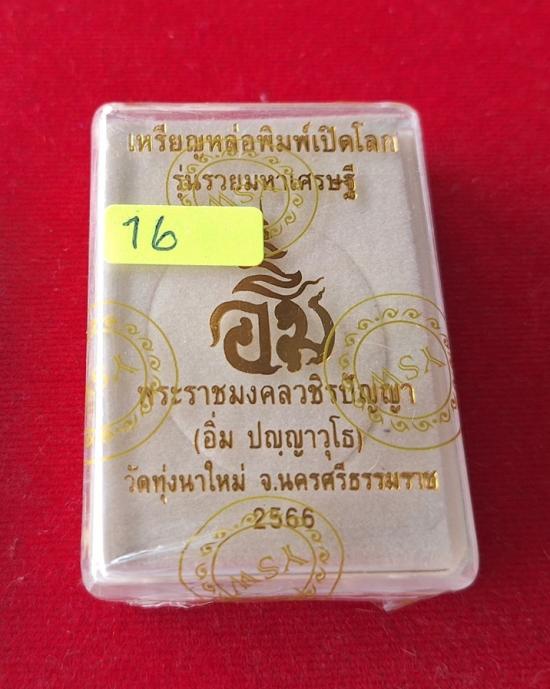 เหรียญหล่อพิมพ์เปิดโลก
รุ่นรวยมหาเศรษฐี
16
อิ่ม
พระราชมงคลวชิรปัญญา
(อิ่ม ปญฺญาวุโธ)
วัดทุ่งนาใหม่ จ.นครศรีธรรมราช
2566